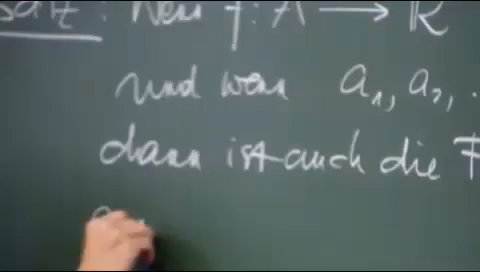 Satz: Wenn f: A → ℝ
und wenn a₁, a₂, .
dann ist auch die F